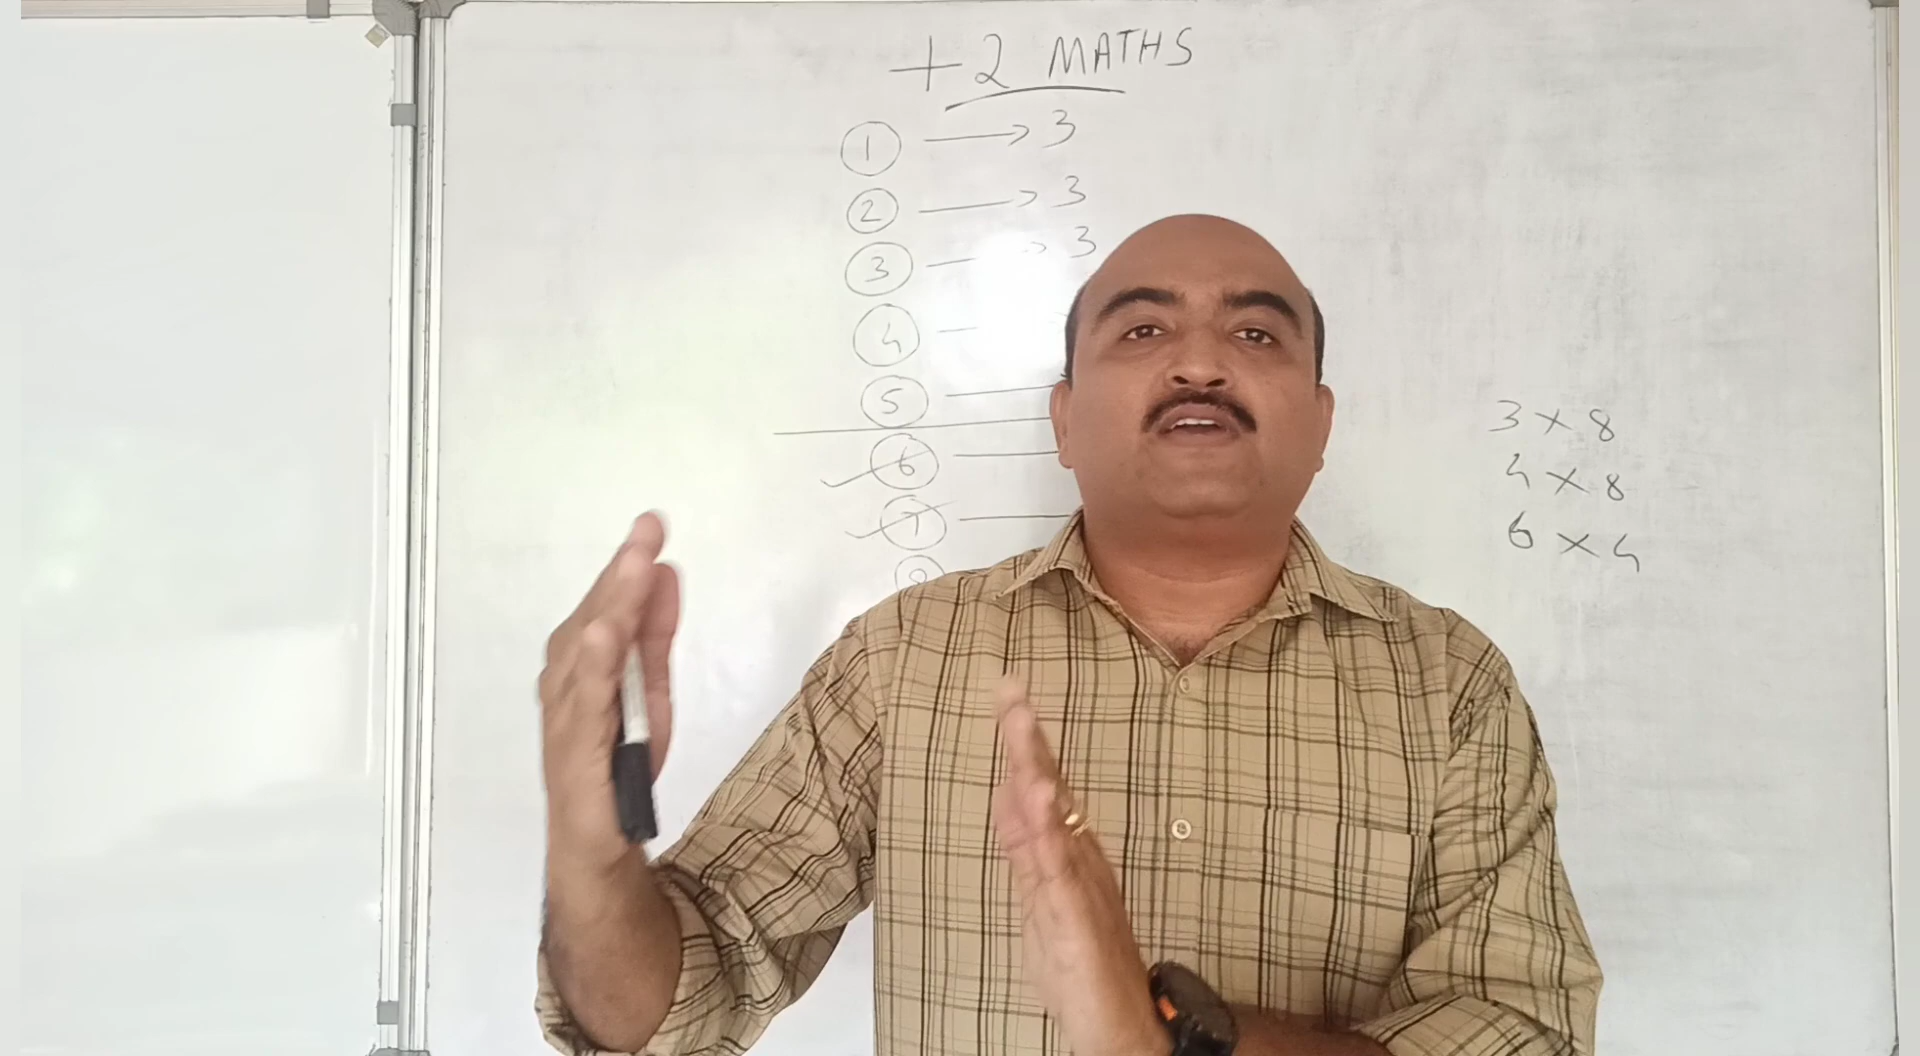 +2 MATHS
1 → 3
2 → 3
3 → 3
4
5
6
7
3 × 8
4 × 8
6 × 4